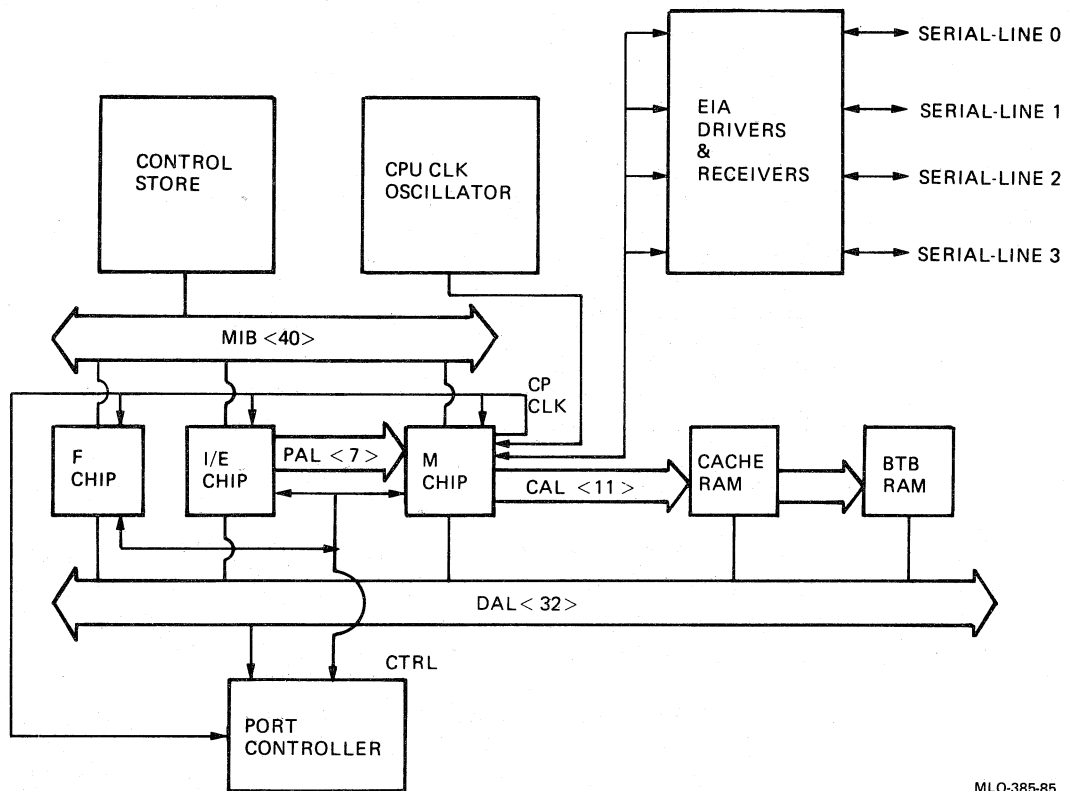 SERIAL-LINE 0
EIA
DRIVERS
&
RECEIVERS
SERIAL-LINE 1
SERIAL-LINE 2
SERIAL-LINE 3
CONTROL
STORE
CPU CLK
OSCILLATOR
MIB <40>
CP
CLK
F
CHIP
I/E
CHIP
PAL <7>
M
CHIP
CAL <11>
CACHE
RAM
BTB
RAM
DAL<32>
CTRL
PORT
CONTROLLER
MLO-385-85